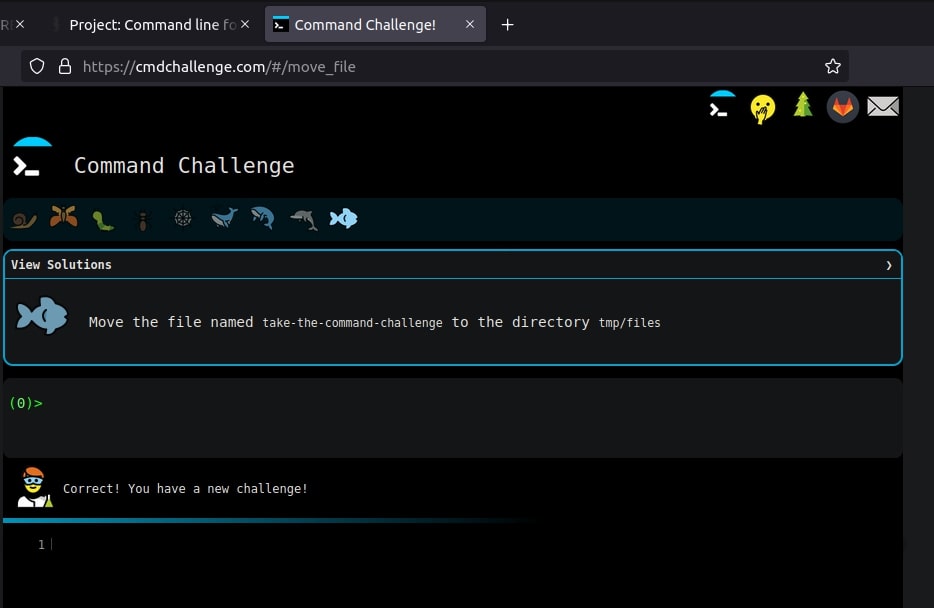 Project: Command line fo
Command Challenge!
https://cmdchallenge.com/#/move_file
Command Challenge
View Solutions
Move the file named take-the-command-challenge to the directory tmp/files
(0)>
Correct! You have a new challenge!
1